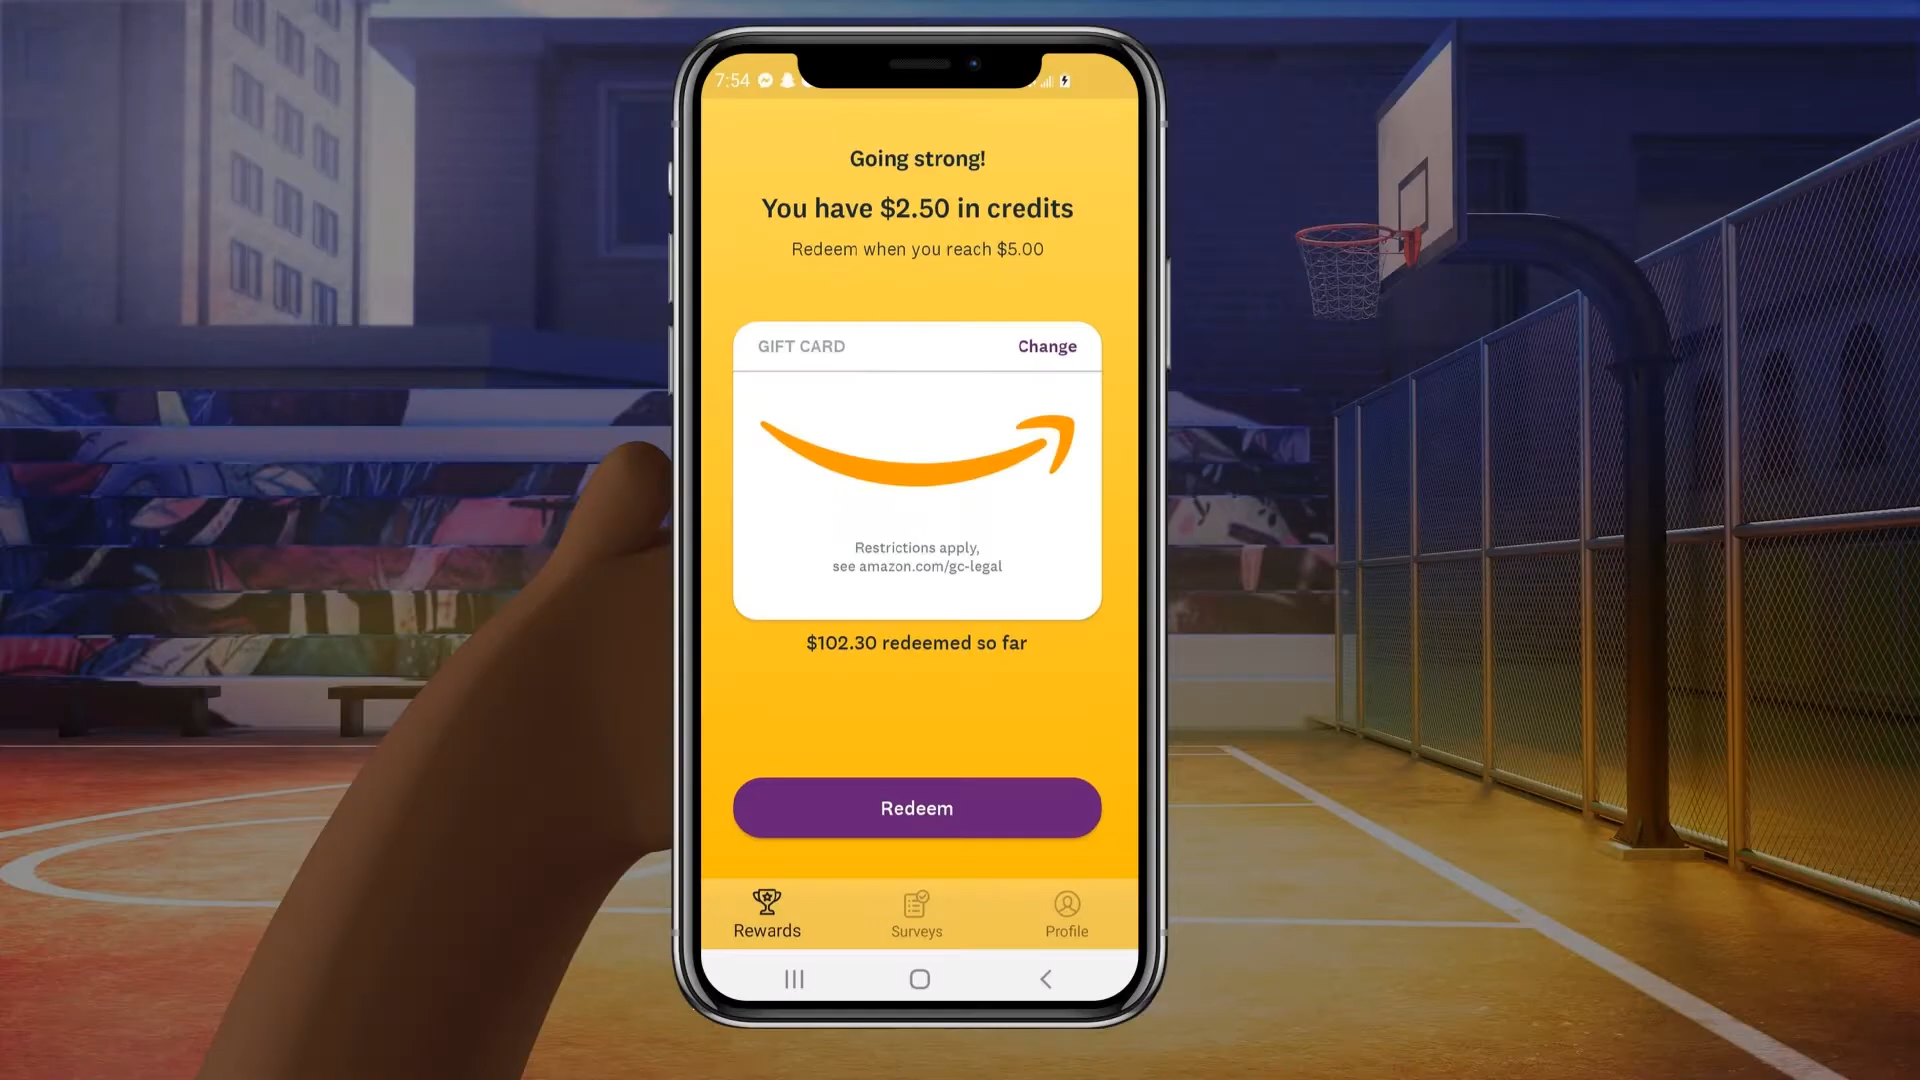 7:54
Going strong!
You have $2.50 in credits
Redeem when you reach $5.00
GIFT CARD
Change
Restrictions apply,
see amazon.com/gc-legal
$102.30 redeemed so far
Redeem
Rewards
Surveys
Profile